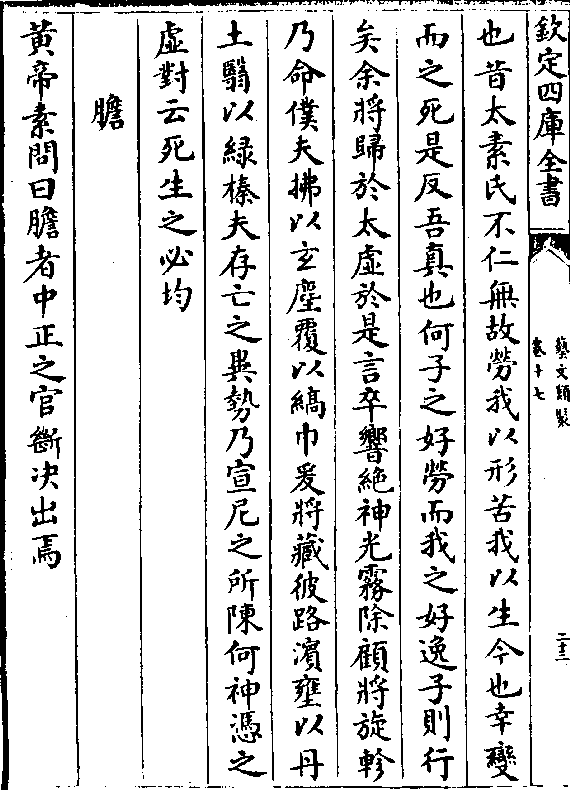 欽定四庫全書
藝文類聚
卷十七
二十三
也昔太素氏不仁無故勞我以形苦我以生今也幸變
而之死是反吾真也何子之好勞而我之好逸子則行
矣余將歸於太虛於是言卒響絶神光霧除顧將旋軫
乃命僕夫拂以玄塵覆以縞巾爰將藏彼路濱壅以丹
土翳以緑榛夫存亡之異勢乃宣尼之所陳何神憑之
虛對云死生之必均
膽
黄帝素問曰膽者中正之官斷决出焉